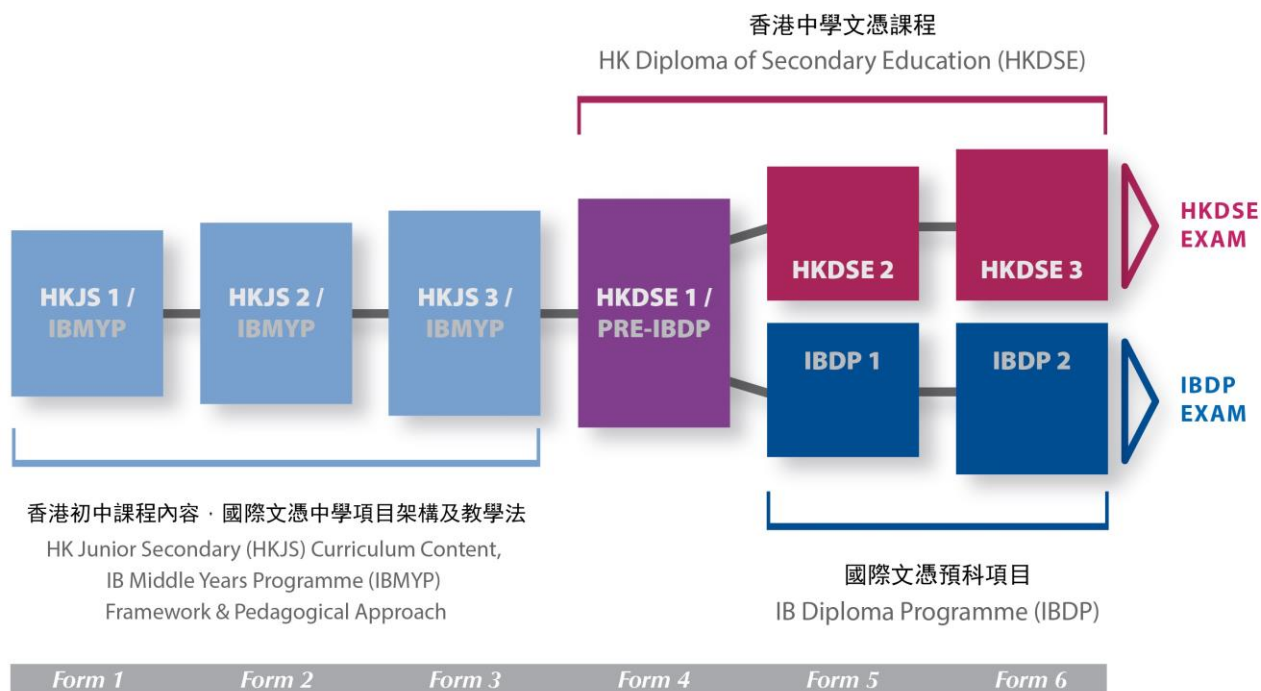 香港中學文憑課程
HK Diploma of Secondary Education (HKDSE)
HKJS 1 /
IBMYP
HKJS 2 /
IBMYP
HKJS 3 /
IBMYP
HKDSE 1 /
PRE-IBDP
HKDSE 2
HKDSE 3
HKDSE
EXAM
IBDP 1
IBDP 2
IBDP
EXAM
香港初中課程內容．國際文憑中學項目架構及教學法
HK Junior Secondary (HKJS) Curriculum Content,
IB Middle Years Programme (IBMYP)
Framework & Pedagogical Approach
國際文憑預科項目
IB Diploma Programme (IBDP)
Form 1
Form 2
Form 3
Form 4
Form 5
Form 6